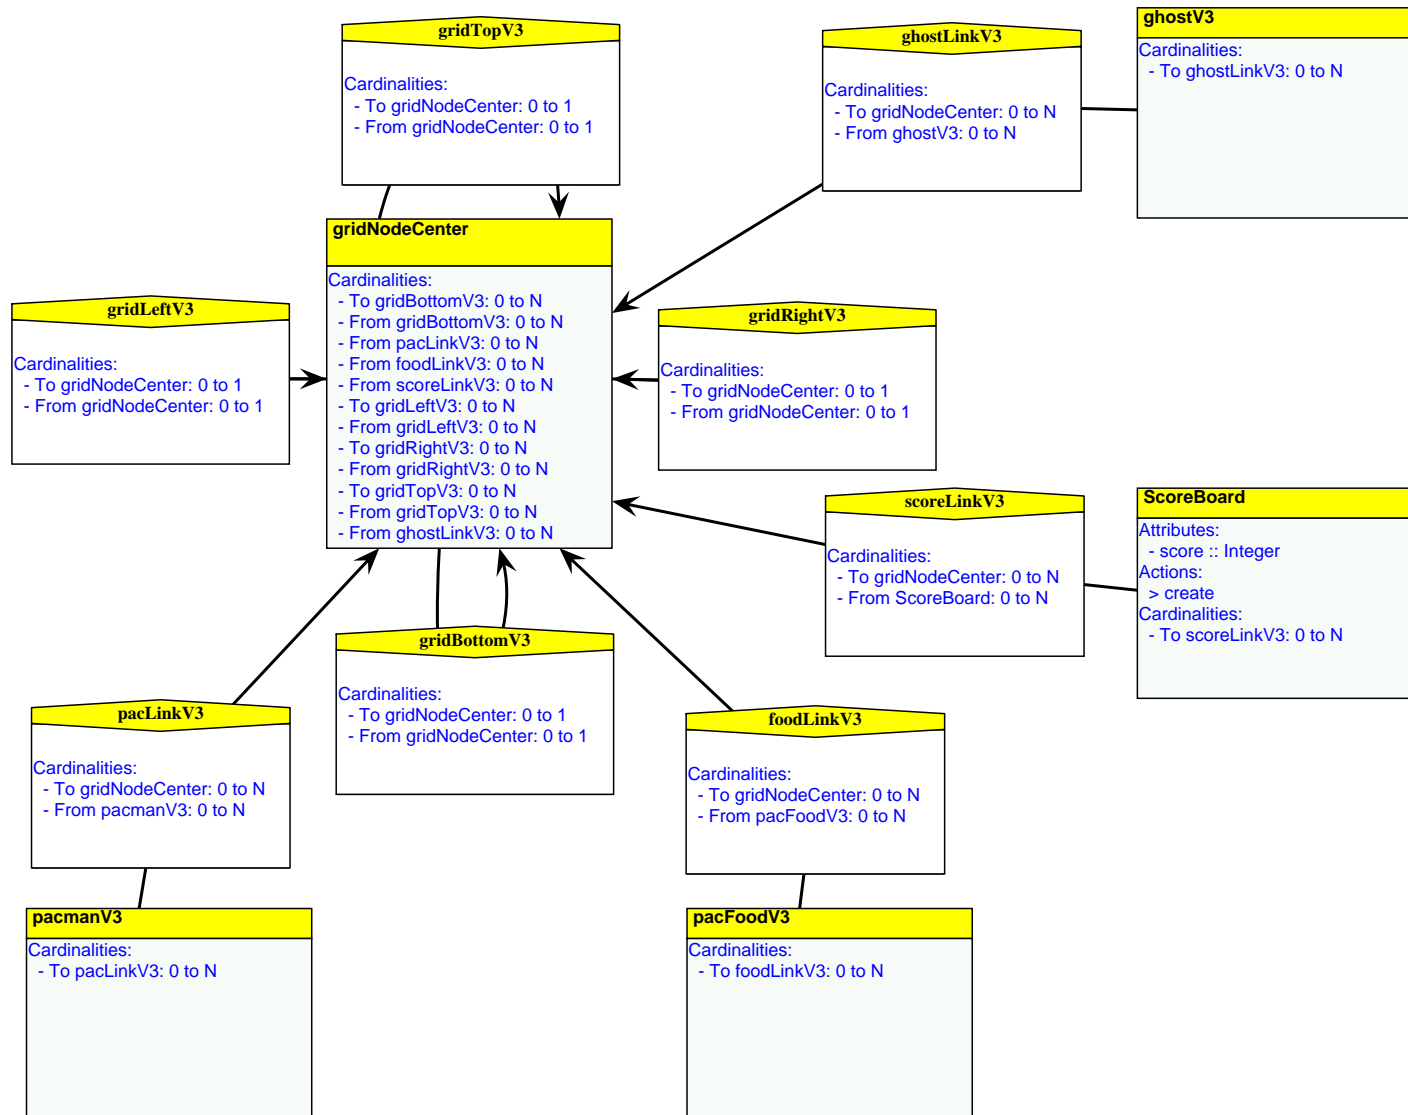 gridTopV3
Cardinalities:
- To gridNodeCenter: 0 to 1
- From gridNodeCenter: 0 to 1
ghostLinkV3
Cardinalities:
- To gridNodeCenter: 0 to N
- From ghostV3: 0 to N
ghostV3
Cardinalities:
- To ghostLinkV3: 0 to N
gridNodeCenter
Cardinalities:
- To gridBottomV3: 0 to N
- From gridBottomV3: 0 to N
- From pacLinkV3: 0 to N
- From foodLinkV3: 0 to N
- From scoreLinkV3: 0 to N
- To gridLeftV3: 0 to N
- From gridLeftV3: 0 to N
- To gridRightV3: 0 to N
- From gridRightV3: 0 to N
- To gridTopV3: 0 to N
- From gridTopV3: 0 to N
- From ghostLinkV3: 0 to N
gridLeftV3
Cardinalities:
- To gridNodeCenter: 0 to 1
- From gridNodeCenter: 0 to 1
gridRightV3
Cardinalities:
- To gridNodeCenter: 0 to 1
- From gridNodeCenter: 0 to 1
scoreLinkV3
Cardinalities:
- To gridNodeCenter: 0 to N
- From ScoreBoard: 0 to N
ScoreBoard
Attributes:
- score :: Integer
Actions:
> create
Cardinalities:
- To scoreLinkV3: 0 to N
gridBottomV3
Cardinalities:
- To gridNodeCenter: 0 to 1
- From gridNodeCenter: 0 to 1
pacLinkV3
Cardinalities:
- To gridNodeCenter: 0 to N
- From pacmanV3: 0 to N
foodLinkV3
Cardinalities:
- To gridNodeCenter: 0 to N
- From pacFoodV3: 0 to N
pacmanV3
Cardinalities:
- To pacLinkV3: 0 to N
pacFoodV3
Cardinalities:
- To foodLinkV3: 0 to N